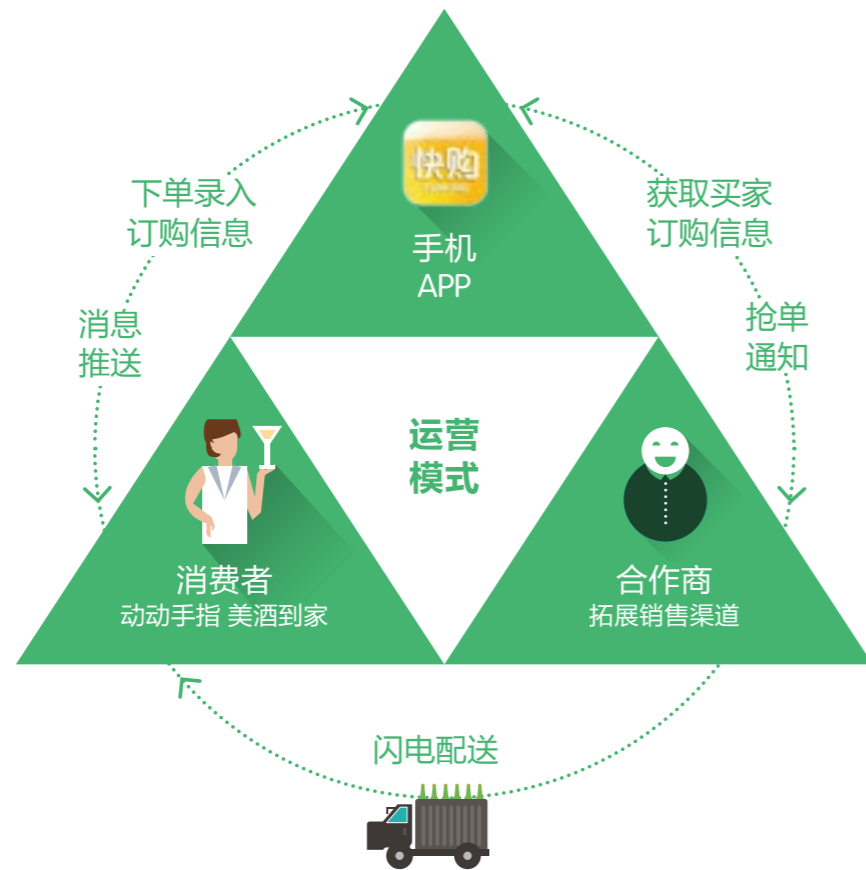 快购
手机
APP
下单录入
订购信息
获取买家
订购信息
消息
推送
抢单
通知
运营
模式
消费者
动动手指 美酒到家
合作商
拓展销售渠道
闪电配送